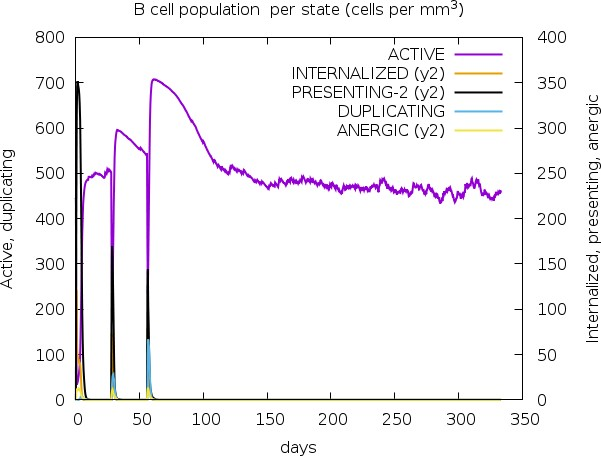 B cell population per state (cells per mm3)
800
700
600
500
400
300
200
100
0
400
350
300
250
200
150
100
50
0
ACTIVE
INTERNALIZED (y2)
PRESENTING-2 (y2)
DUPLICATING
ANERGIC (y2)
Active, duplicating
Internalized, presenting, anergic
0 50 100 150 200 250 300 350
days